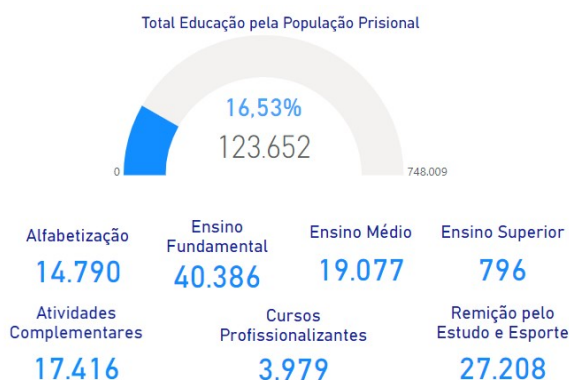 Total Educação pela População Prisional
16,53%
123.652
0
748.009
Alfabetização
14.790
Ensino
Fundamental
40.386
Ensino Médio
19.077
Ensino Superior
796
Atividades
Complementares
17.416
Cursos
Profissionalizantes
3.979
Remição pelo
Estudo e Esporte
27.208